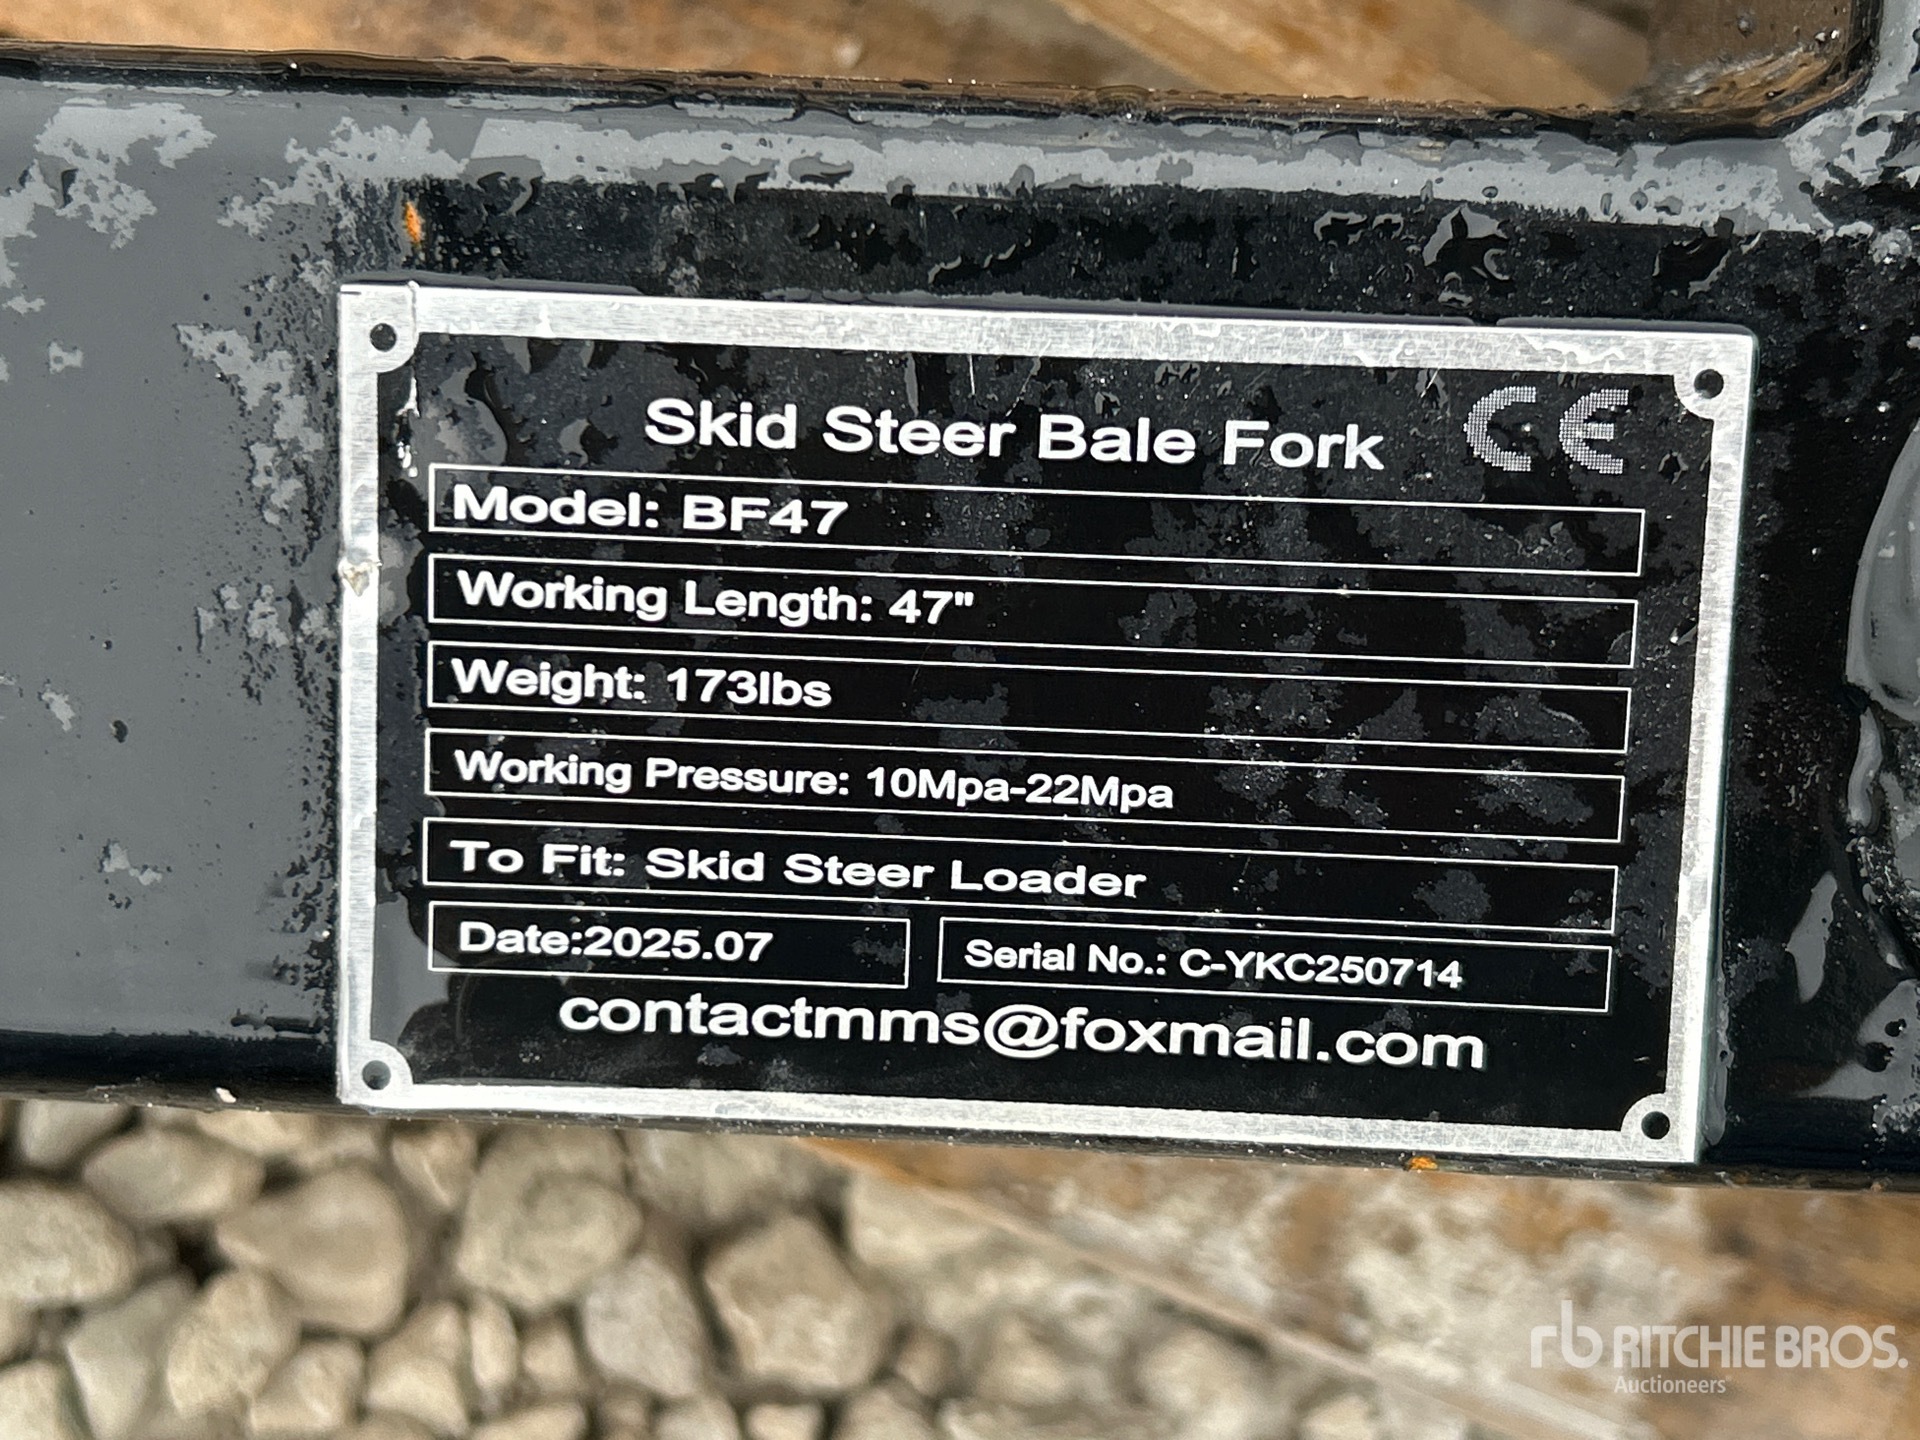 Skid Steer Bale Fork CE
Model: BF47
Working Length: 47"
Weight: 173lbs
Working Pressure: 10Mpa-22Mpa
To Fit: Skid Steer Loader
Date:2025.07 Serial No.: C-YKC250714
contactmms@foxmail.com
rb RITCHIE BROS.
Auctioneers